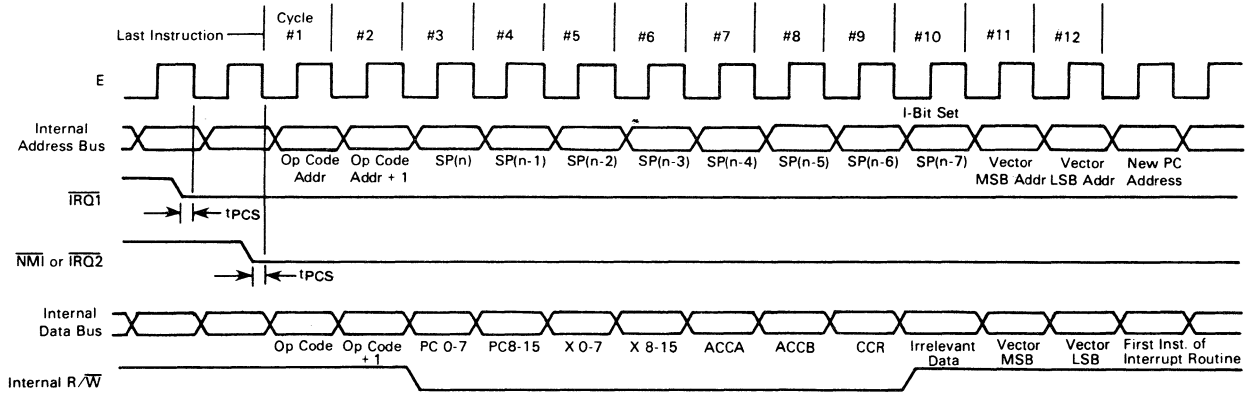 Last Instruction
Cycle
#1 #2 #3 #4 #5 #6 #7 #8 #9 #10 #11 #12
E
I-Bit Set
Internal
Address Bus
Op Code
Addr
Op Code
Addr + 1
SP(n) SP(n-1) SP(n-2) SP(n-3) SP(n-4) SP(n-5) SP(n-6) SP(n-7)
Vector
MSB Addr
Vector
LSB Addr
New PC
Address
IRQ1
tPCS
NMI or IRQ2
tPCS
Internal
Data Bus
Op Code
Op Code
+ 1
PC 0-7 PC8-15 X 0-7 X 8-15 ACCA ACCB CCR
Irrelevant
Data
Vector
MSB
Vector
LSB
First Inst. of
Interrupt Routine
Internal R/W